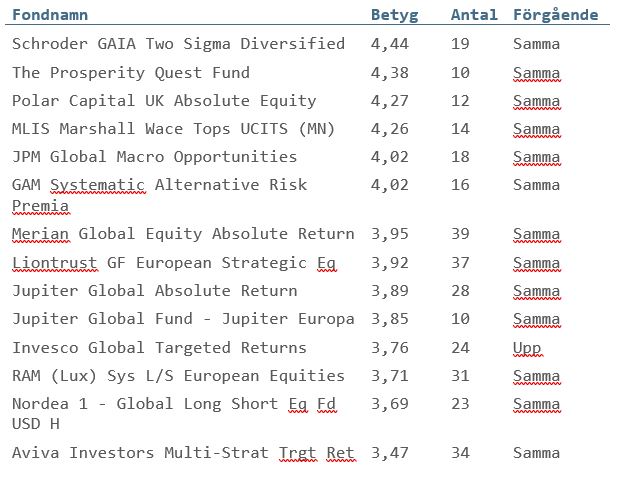 Fondnamn Betyg Antal Förgående
Schroder GAIA Two Sigma Diversified 4,44 19 Samma
The Prosperity Quest Fund 4,38 10 Samma
Polar Capital UK Absolute Equity 4,27 12 Samma
MLIS Marshall Wace Tops UCITS (MN) 4,26 14 Samma
JPM Global Macro Opportunities 4,02 18 Samma
GAM Systematic Alternative Risk 4,02 16 Samma
Premia
Merian Global Equity Absolute Return 3,95 39 Samma
Liontrust GF European Strategic Eq 3,92 37 Samma
Jupiter Global Absolute Return 3,89 28 Samma
Jupiter Global Fund - Jupiter Europa 3,85 10 Samma
Invesco Global Targeted Returns 3,76 24 Upp
RAM (Lux) Sys L/S European Equities 3,71 31 Samma
Nordea 1 - Global Long Short Eq Fd 3,69 23 Samma
USD H
Aviva Investors Multi-Strat Trgt Ret 3,47 34 Samma